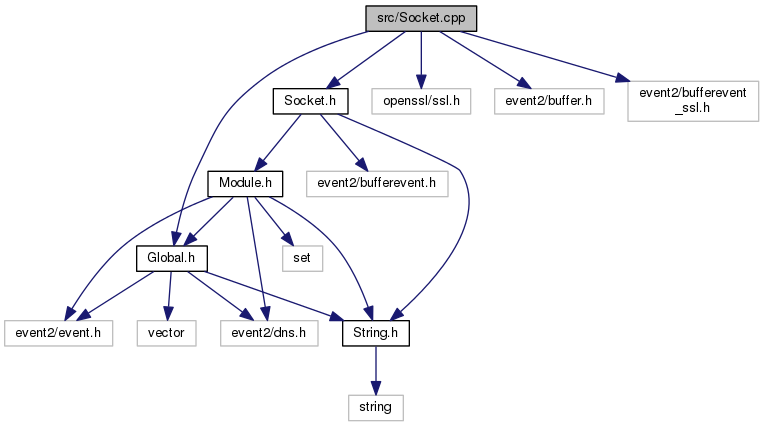 src/Socket.cpp
Socket.h
openssl/ssl.h
event2/buffer.h
event2/bufferevent
_ssl.h
Module.h
event2/bufferevent.h
Global.h
set
event2/event.h
vector
event2/dns.h
String.h
string